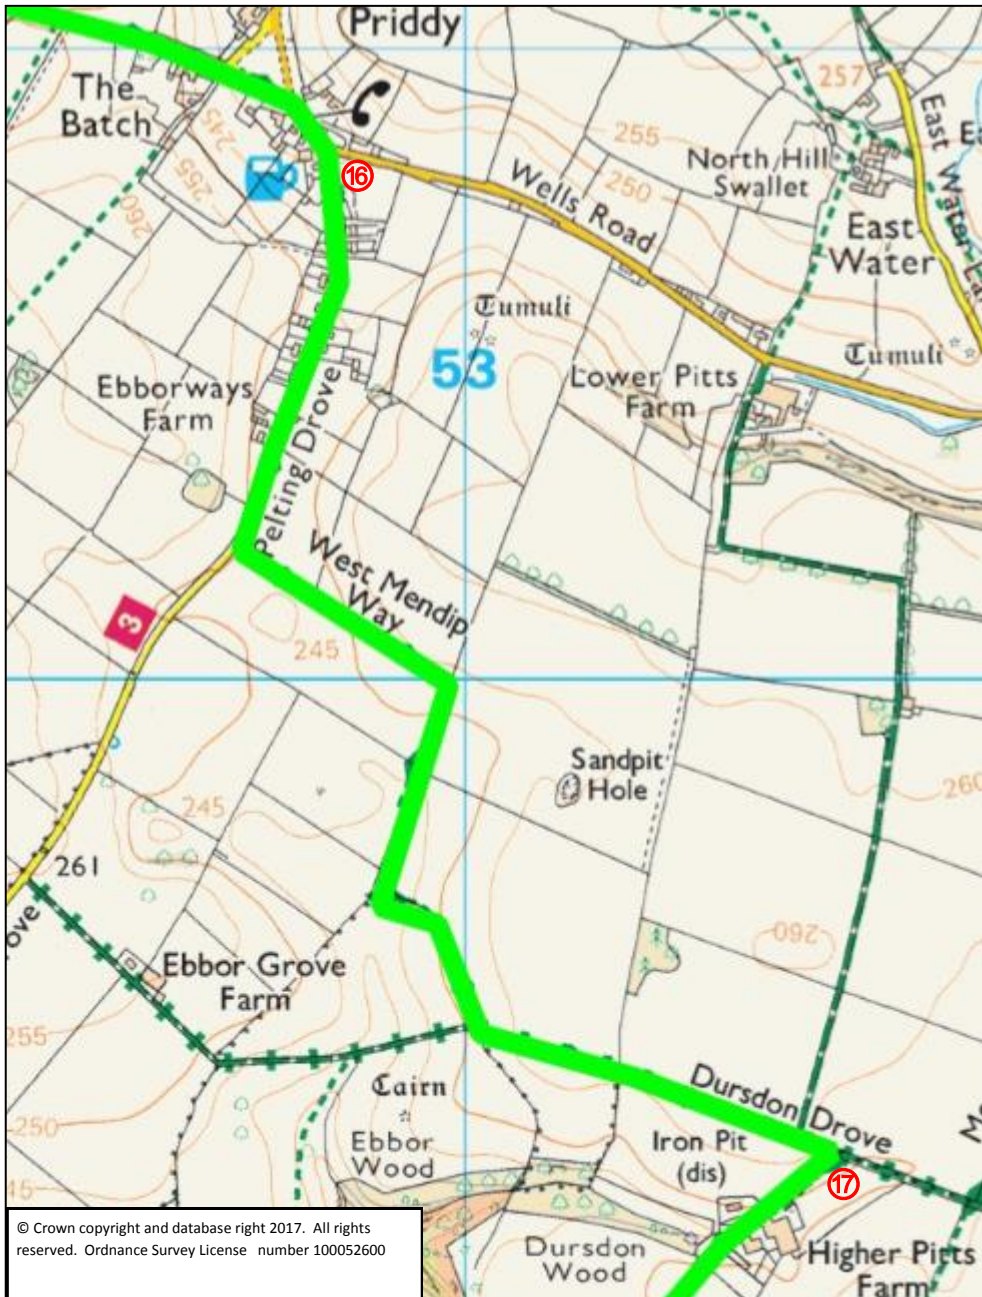 Priddy
The
Batch
257
East Water La
255
North Hill
Swallet
245
255
16
Wells Road
250
260
East
Water
Tumuli
Tumuli
53
Lower Pitts
Farm
Ebborways
Farm
Pelting Drove
West Mendip
Way
3
245
Sandpit
Hole
260
245
261
ove
260
Ebbor Grove
Farm
255
Cairn
Dursdon Drove
250
Ebbor
Wood
Iron Pit
(dis)
17
45
© Crown copyright and database right 2017. All rights
reserved. Ordnance Survey License number 100052600
Dursdon
Wood
Higher Pitts
Farm